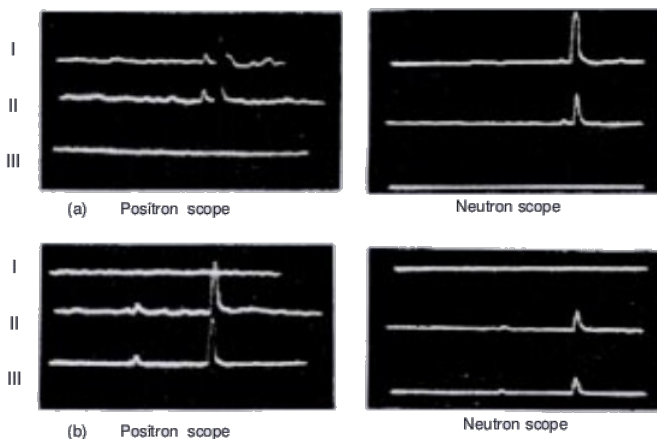 I
II
III
(a) Positron scope
Neutron scope
I
II
III
(b) Positron scope
Neutron scope